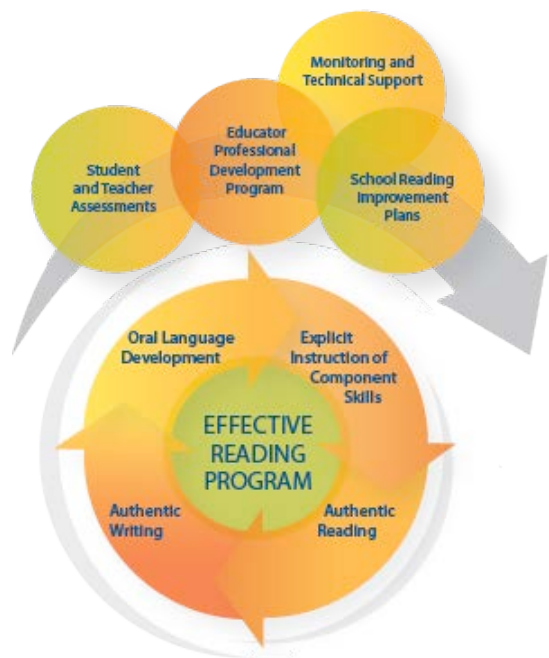 Monitoring and
Technical Support
Educator
Professional
Development
Program
Student
and Teacher
Assessments
School Reading
Improvement
Plans
Oral Language
Development
Explicit
Instruction of
Component
Skills
EFFECTIVE
READING
PROGRAM
Authentic
Writing
Authentic
Reading